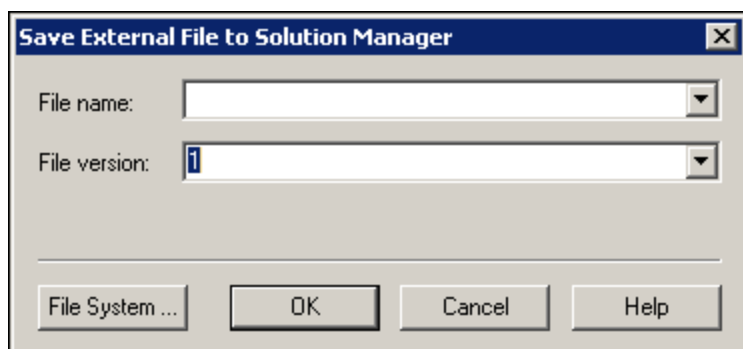 Save External File to Solution Manager
File name:
File version: 1
File System ... OK Cancel Help